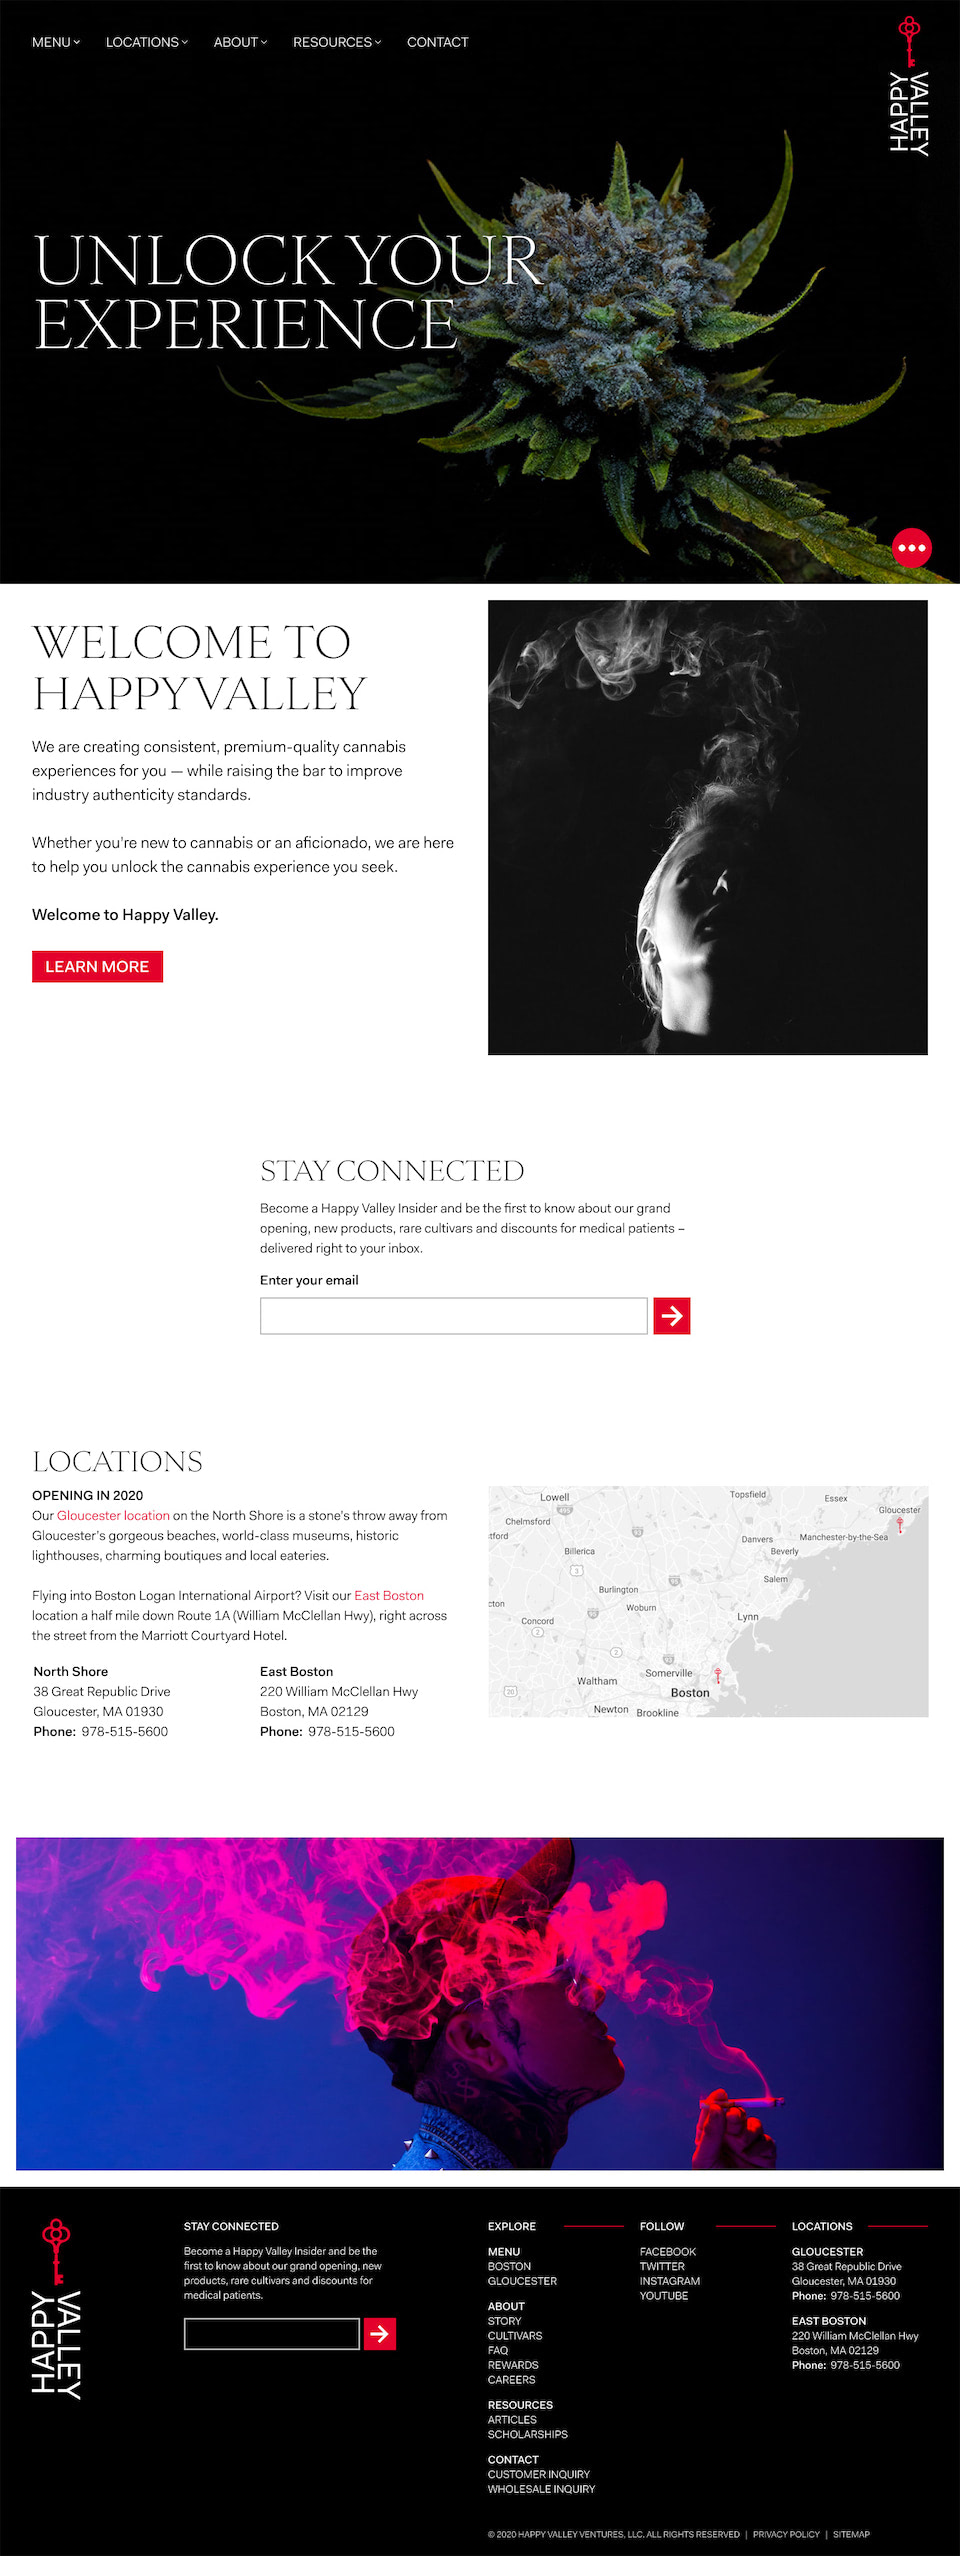 MENU
LOCATIONS
ABOUT
RESOURCES
CONTACT
HAPPY
VALLEY
UNLOCK YOUR
EXPERIENCE
WELCOME TO
HAPPY VALLEY
We are creating consistent, premium-quality cannabis
experiences for you — while raising the bar to improve
industry authenticity standards.
Whether you're new to cannabis or an aficionado, we are here
to help you unlock the cannabis experience you seek.
Welcome to Happy Valley.
LEARN MORE
STAY CONNECTED
Become a Happy Valley Insider and be the first to know about our grand
opening, new products, rare cultivars and discounts for medical patients –
delivered right to your inbox.
Enter your email
LOCATIONS
OPENING IN 2020
Our Gloucester location on the North Shore is a stone's throw away from
Gloucester's gorgeous beaches, world-class museums, historic
lighthouses, charming boutiques and local eateries.
Flying into Boston Logan International Airport? Visit our East Boston
location a half mile down Route 1A (William McClellan Hwy), right across
the street from the Marriott Courtyard Hotel.
North Shore
38 Great Republic Drive
Gloucester, MA 01930
Phone: 978-515-5600
East Boston
220 William McClellan Hwy
Boston, MA 02129
Phone: 978-515-5600
Lowell
Topsfield
Essex
Gloucester
Chelmsford
tford
Danvers
Manchester-by-the-Sea
Billerica
Beverly
Salem
Burlington
cton
Woburn
Concord
Lynn
Somerville
Waltham
Boston
Newton
Brookline
HAPPY
VALLEY
STAY CONNECTED
Become a Happy Valley Insider and be the
first to know about our grand opening, new
products, rare cultivars and discounts for
medical patients.
EXPLORE
MENU
BOSTON
GLOUCESTER
ABOUT
STORY
CULTIVARS
FAQ
REWARDS
CAREERS
RESOURCES
ARTICLES
SCHOLARSHIPS
CONTACT
CUSTOMER INQUIRY
WHOLESALE INQUIRY
FOLLOW
FACEBOOK
TWITTER
INSTAGRAM
YOUTUBE
LOCATIONS
GLOUCESTER
38 Great Republic Drive
Gloucester, MA 01930
Phone: 978-515-5600
EAST BOSTON
220 William McClellan Hwy
Boston, MA 02129
Phone: 978-515-5600
© 2020 HAPPY VALLEY VENTURES, LLC. ALL RIGHTS RESERVED | PRIVACY POLICY | SITEMAP